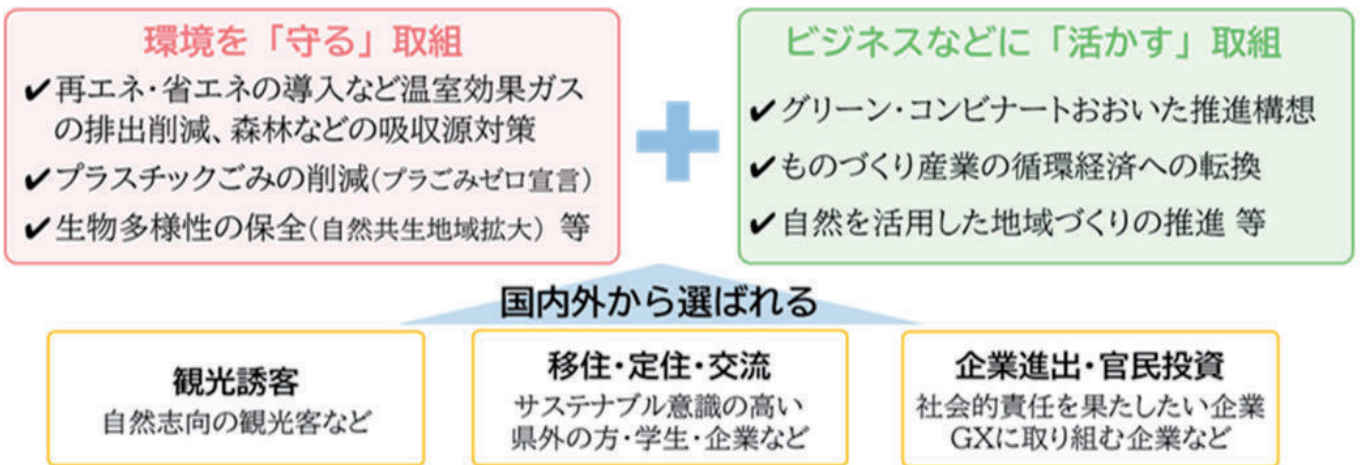 環境を「守る」取組
✔再エネ・省エネの導入など温室効果ガス
の排出削減、森林などの吸収源対策
✔プラスチックごみの削減(プラごみゼロ宣言)
✔生物多様性の保全(自然共生地域拡大) 等
ビジネスなどに「活かす」取組
✔グリーン・コンビナートおおいた推進構想
✔ものづくり産業の循環経済への転換
✔自然を活用した地域づくりの推進 等
国内外から選ばれる
観光誘客
自然志向の観光客など
移住・定住・交流
サステナブル意識の高い
県外の方・学生・企業など
企業進出・官民投資
社会的責任を果たしたい企業
GXに取り組む企業など